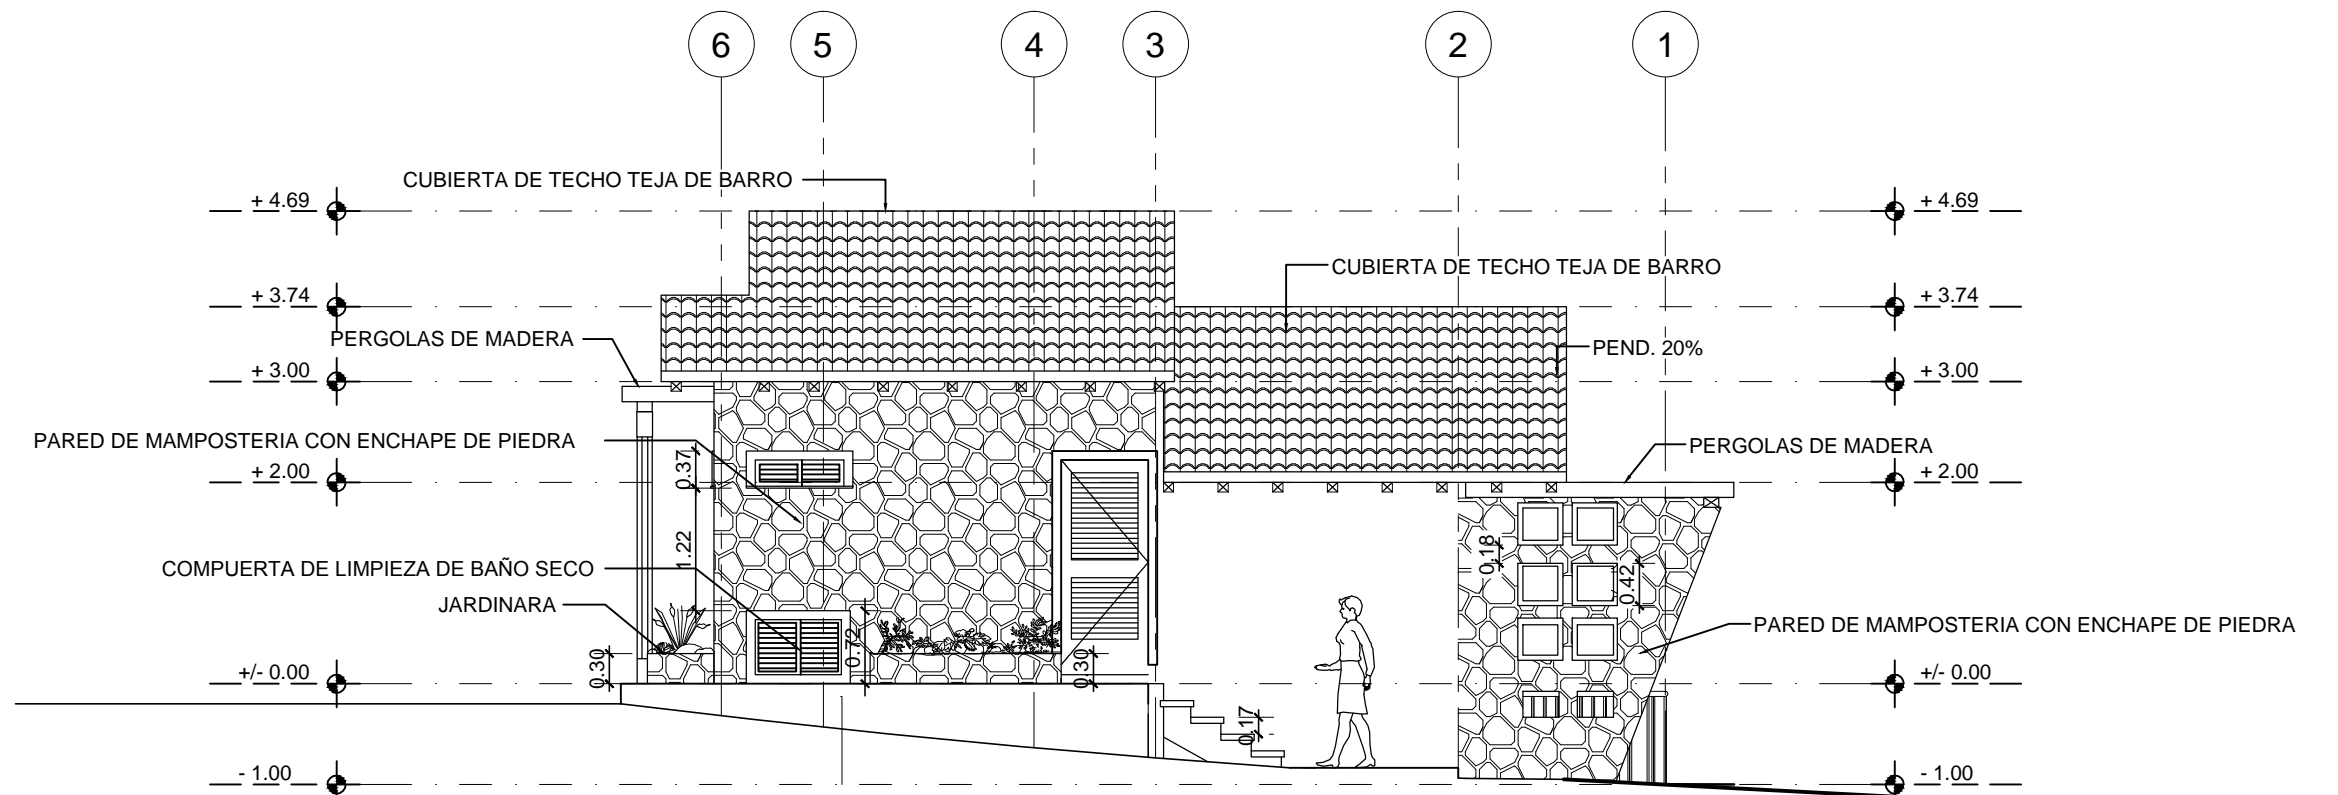 6 5 4 3 2 1
CUBIERTA DE TECHO TEJA DE BARRO
+ 4.69
+ 4.69
CUBIERTA DE TECHO TEJA DE BARRO
+ 3.74
+ 3.74
PERGOLAS DE MADERA
PEND. 20%
+ 3.00
+ 3.00
PARED DE MAMPOSTERIA CON ENCHAPE DE PIEDRA
PERGOLAS DE MADERA
0.37
+ 2.00
+ 2.00
1.22
0.18
COMPUERTA DE LIMPIEZA DE BAÑO SECO
0.42
JARDINARA
PARED DE MAMPOSTERIA CON ENCHAPE DE PIEDRA
0.72
0.30
0.30
+/- 0.00
+/- 0.00
0.17
- 1.00
- 1.00